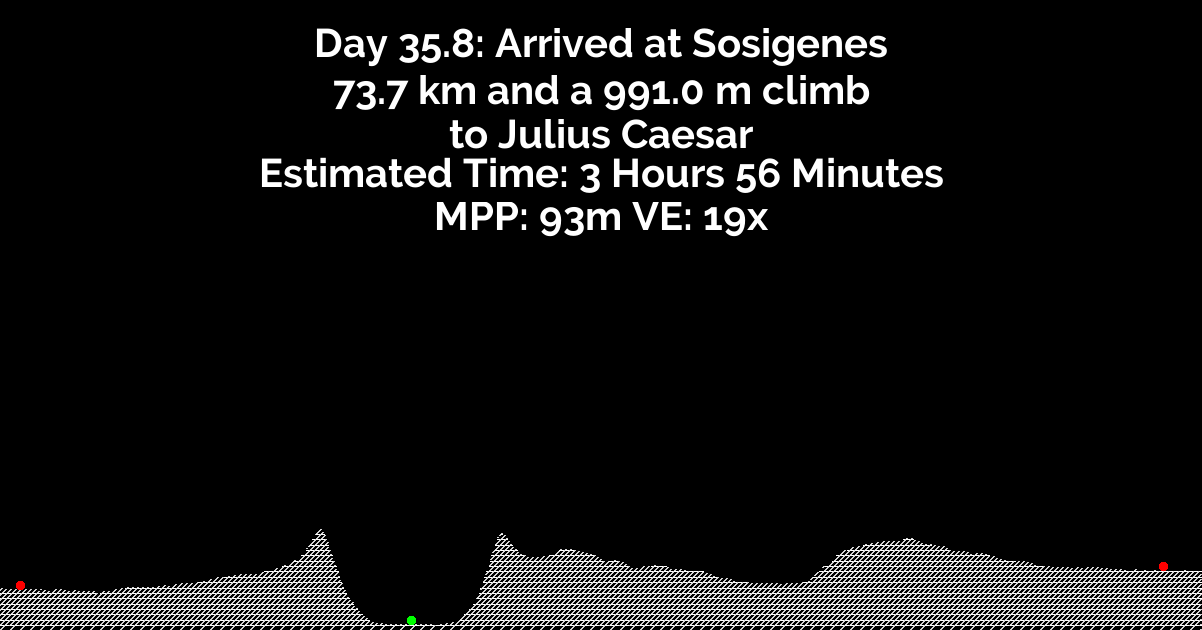 Day 35.8: Arrived at Sosigenes
73.7 km and a 991.0 m climb
to Julius Caesar
Estimated Time: 3 Hours 56 Minutes
MPP: 93m VE: 19x